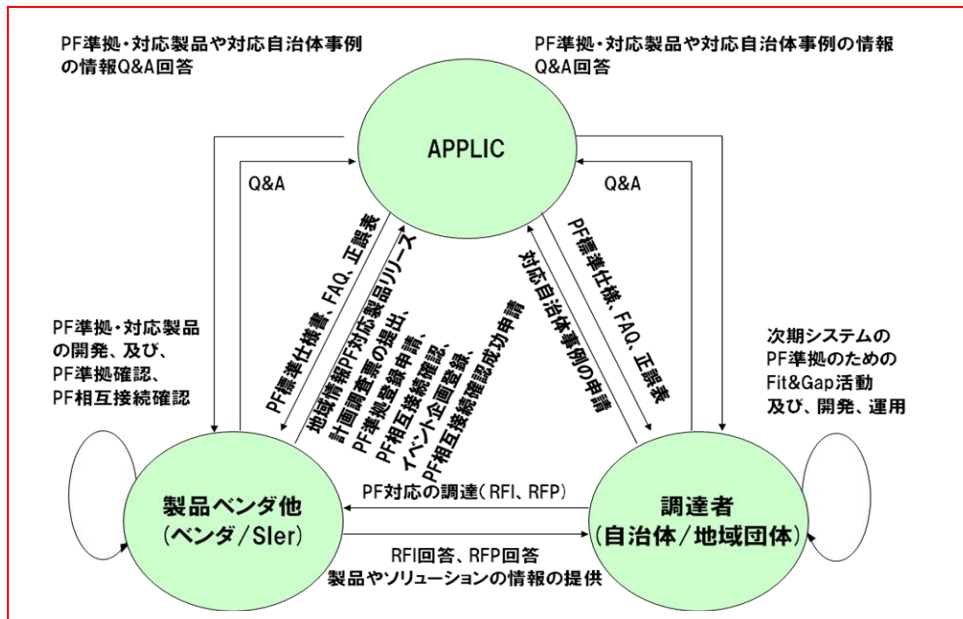 PF準拠・対応製品や対応自治体事例
の情報Q&A回答
PF準拠・対応製品や対応自治体事例の情報
Q&A回答
APPLIC
Q&A
Q&A
PF標準仕様書、FAQ、正誤表
地域情報PF対応製品リリース
計画調査票の提出、
PF準拠登録申請、
PF相互接続確認、
イベント企画登録、
PF相互接続確認成功申請
対応自治体事例の申請
PF標準仕様、FAQ、正誤表
PF準拠・対応製品
の開発、及び、
PF準拠確認、
PF相互接続確認
次期システムの
PF準拠のための
Fit&Gap活動
及び、開発、運用
製品ベンダ他
(ベンダ/SIer)
PF対応の調達(RFI、RFP)
調達者
(自治体/地域団体)
RFI回答、RFP回答
製品やソリューションの情報の提供